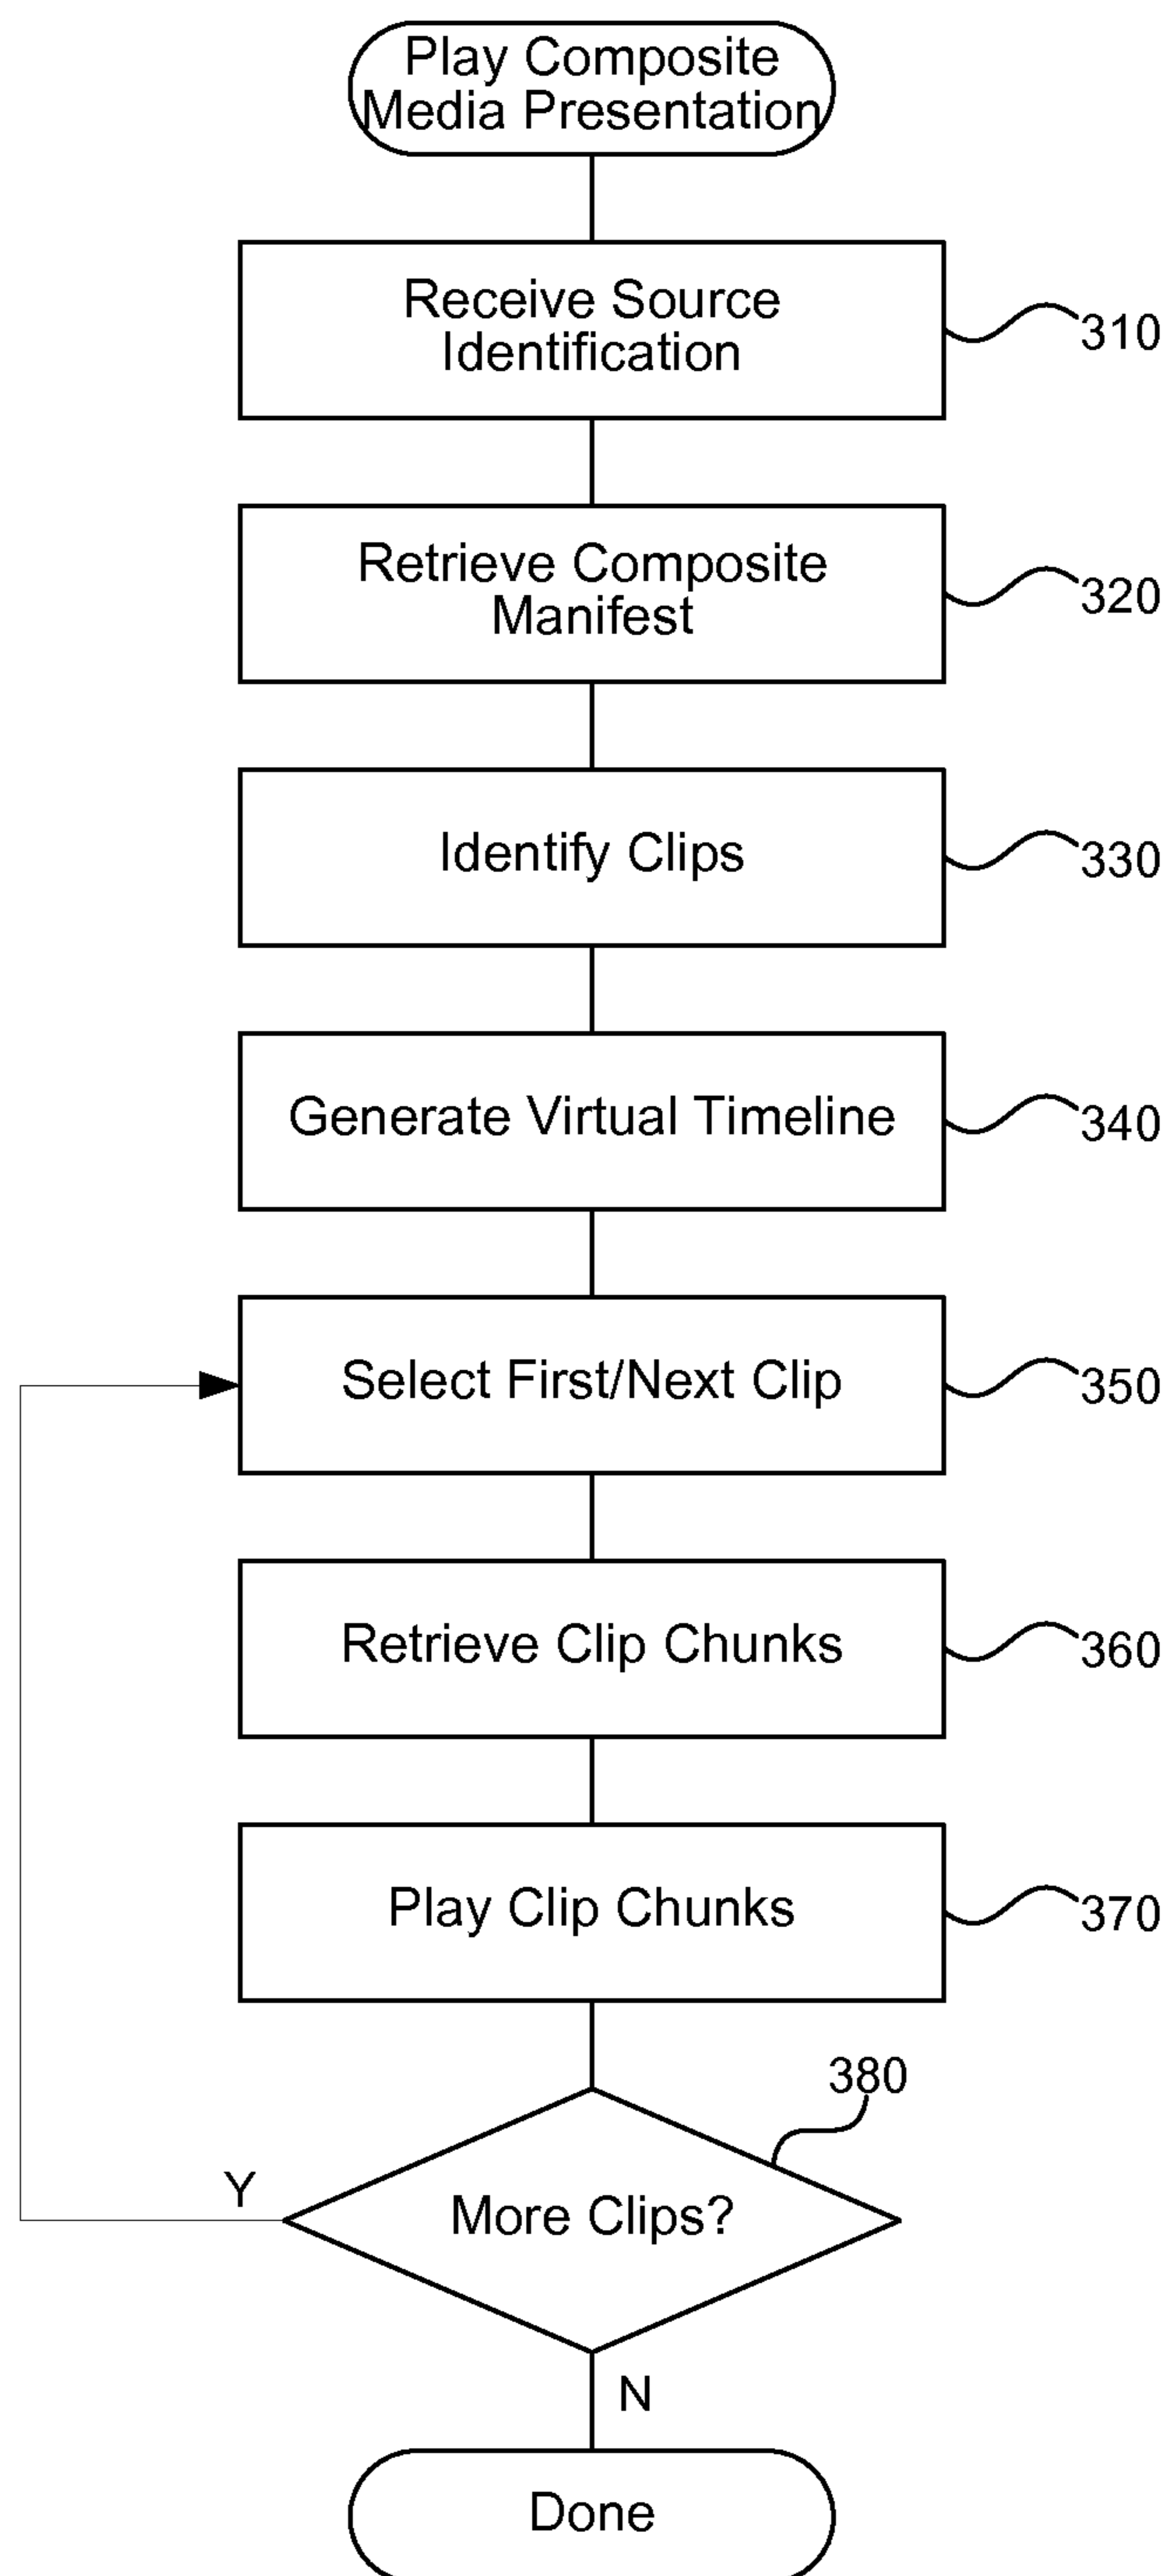 Play Composite
Media Presentation
Receive Source
Identification
310
Retrieve Composite
Manifest
320
Identify Clips
330
Generate Virtual Timeline
340
Select First/Next Clip
350
Retrieve Clip Chunks
360
Play Clip Chunks
370
380
More Clips?
Y
N
Done